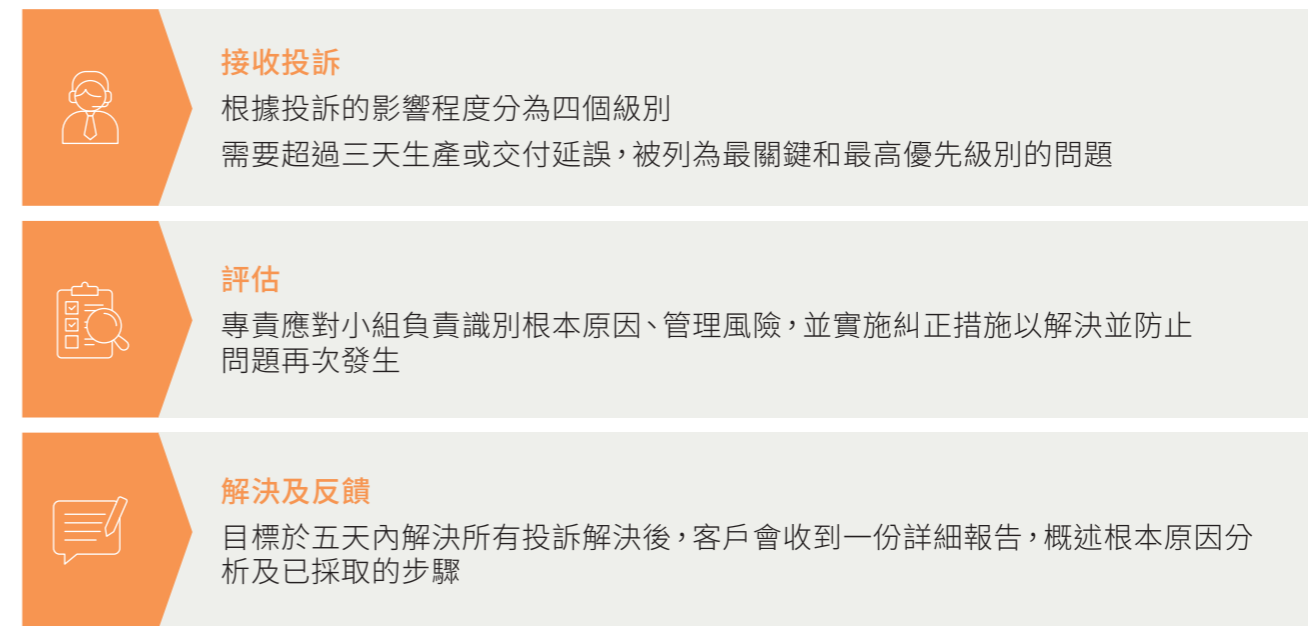 接收投訴
根據投訴的影響程度分為四個級別
需要超過三天生產或交付延誤，被列為最關鍵和最高優先級別的問題
評估
專責應對小組負責識別根本原因、管理風險，並實施糾正措施以解決並防止
問題再次發生
解決及反饋
目標於五天內解決所有投訴解決後，客戶會收到一份詳細報告，概述根本原因分
析及已採取的步驟